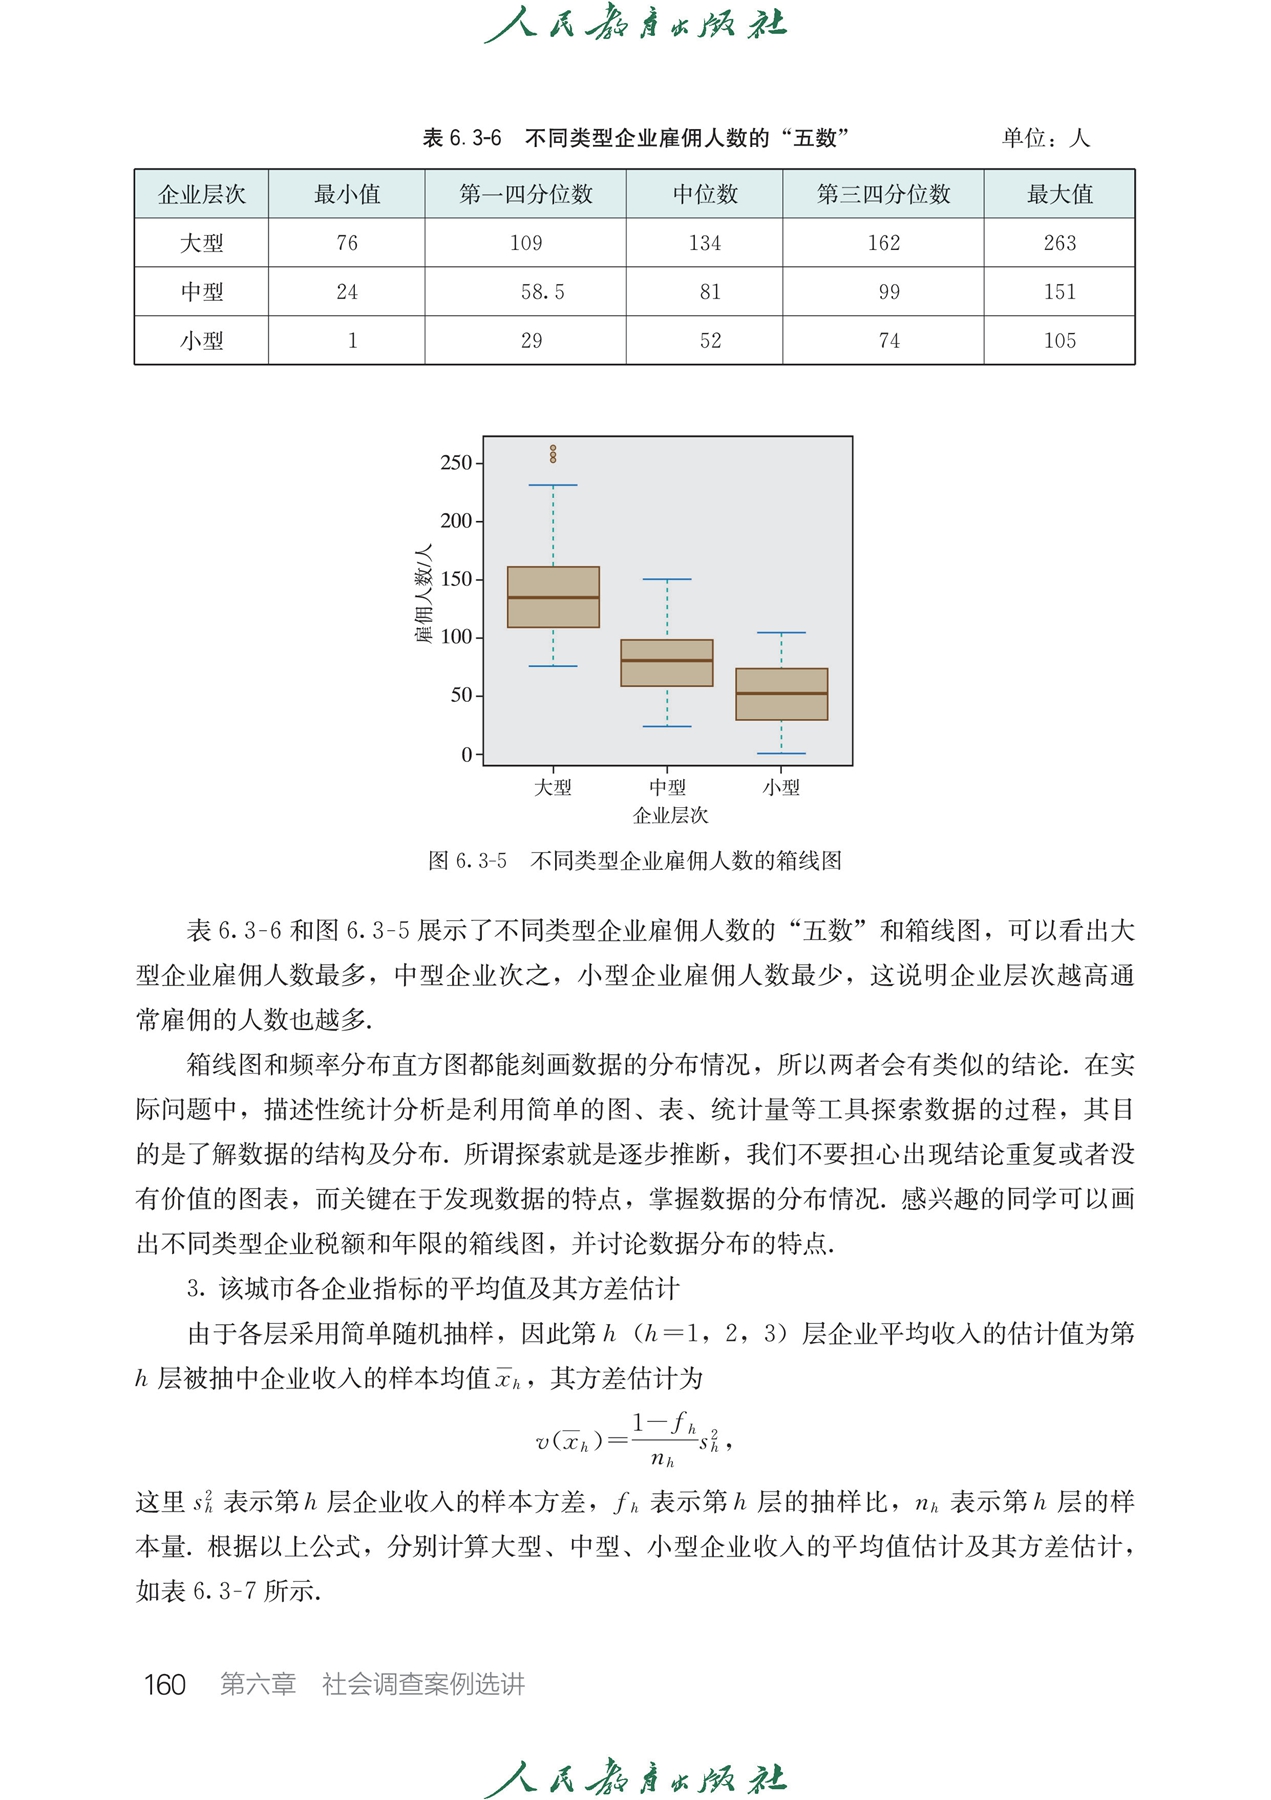 人民教育出版社
表 6.3-6 不同类型企业雇佣人数的“五数” 单位：人
企业层次 最小值 第一四分位数 中位数 第三四分位数 最大值
大型 76 109 134 162 263
中型 24 58.5 81 99 151
小型 1 29 52 74 105
250
200
150
100
50
0
雇佣人数/人
大型 中型 小型
企业层次
图 6.3-5 不同类型企业雇佣人数的箱线图
表 6.3-6 和图 6.3-5 展示了不同类型企业雇佣人数的“五数”和箱线图，可以看出大
型企业雇佣人数最多，中型企业次之，小型企业雇佣人数最少，这说明企业层次越高通
常雇佣的人数也越多.
箱线图和频率分布直方图都能刻画数据的分布情况，所以两者会有类似的结论. 在实
际问题中，描述性统计分析是利用简单的图、表、统计量等工具探索数据的过程，其目
的是了解数据的结构及分布. 所谓探索就是逐步推断，我们不要担心出现结论重复或者没
有价值的图表，而关键在于发现数据的特点，掌握数据的分布情况. 感兴趣的同学可以画
出不同类型企业税额和年限的箱线图，并讨论数据分布的特点.
3. 该城市各企业指标的平均值及其方差估计
由于各层采用简单随机抽样，因此第 h（h=1，2，3）层企业平均收入的估计值为第
h 层被抽中企业收入的样本均值 x̄ₕ，其方差估计为
v(x̄ₕ)=(1−fₕ)/nₕ sₕ²，
这里 sₕ² 表示第 h 层企业收入的样本方差，fₕ 表示第 h 层的抽样比，nₕ 表示第 h 层的样
本量. 根据以上公式，分别计算大型、中型、小型企业收入的平均值估计及其方差估计，
如表 6.3-7 所示.
160 第六章 社会调查案例选讲
人民教育出版社